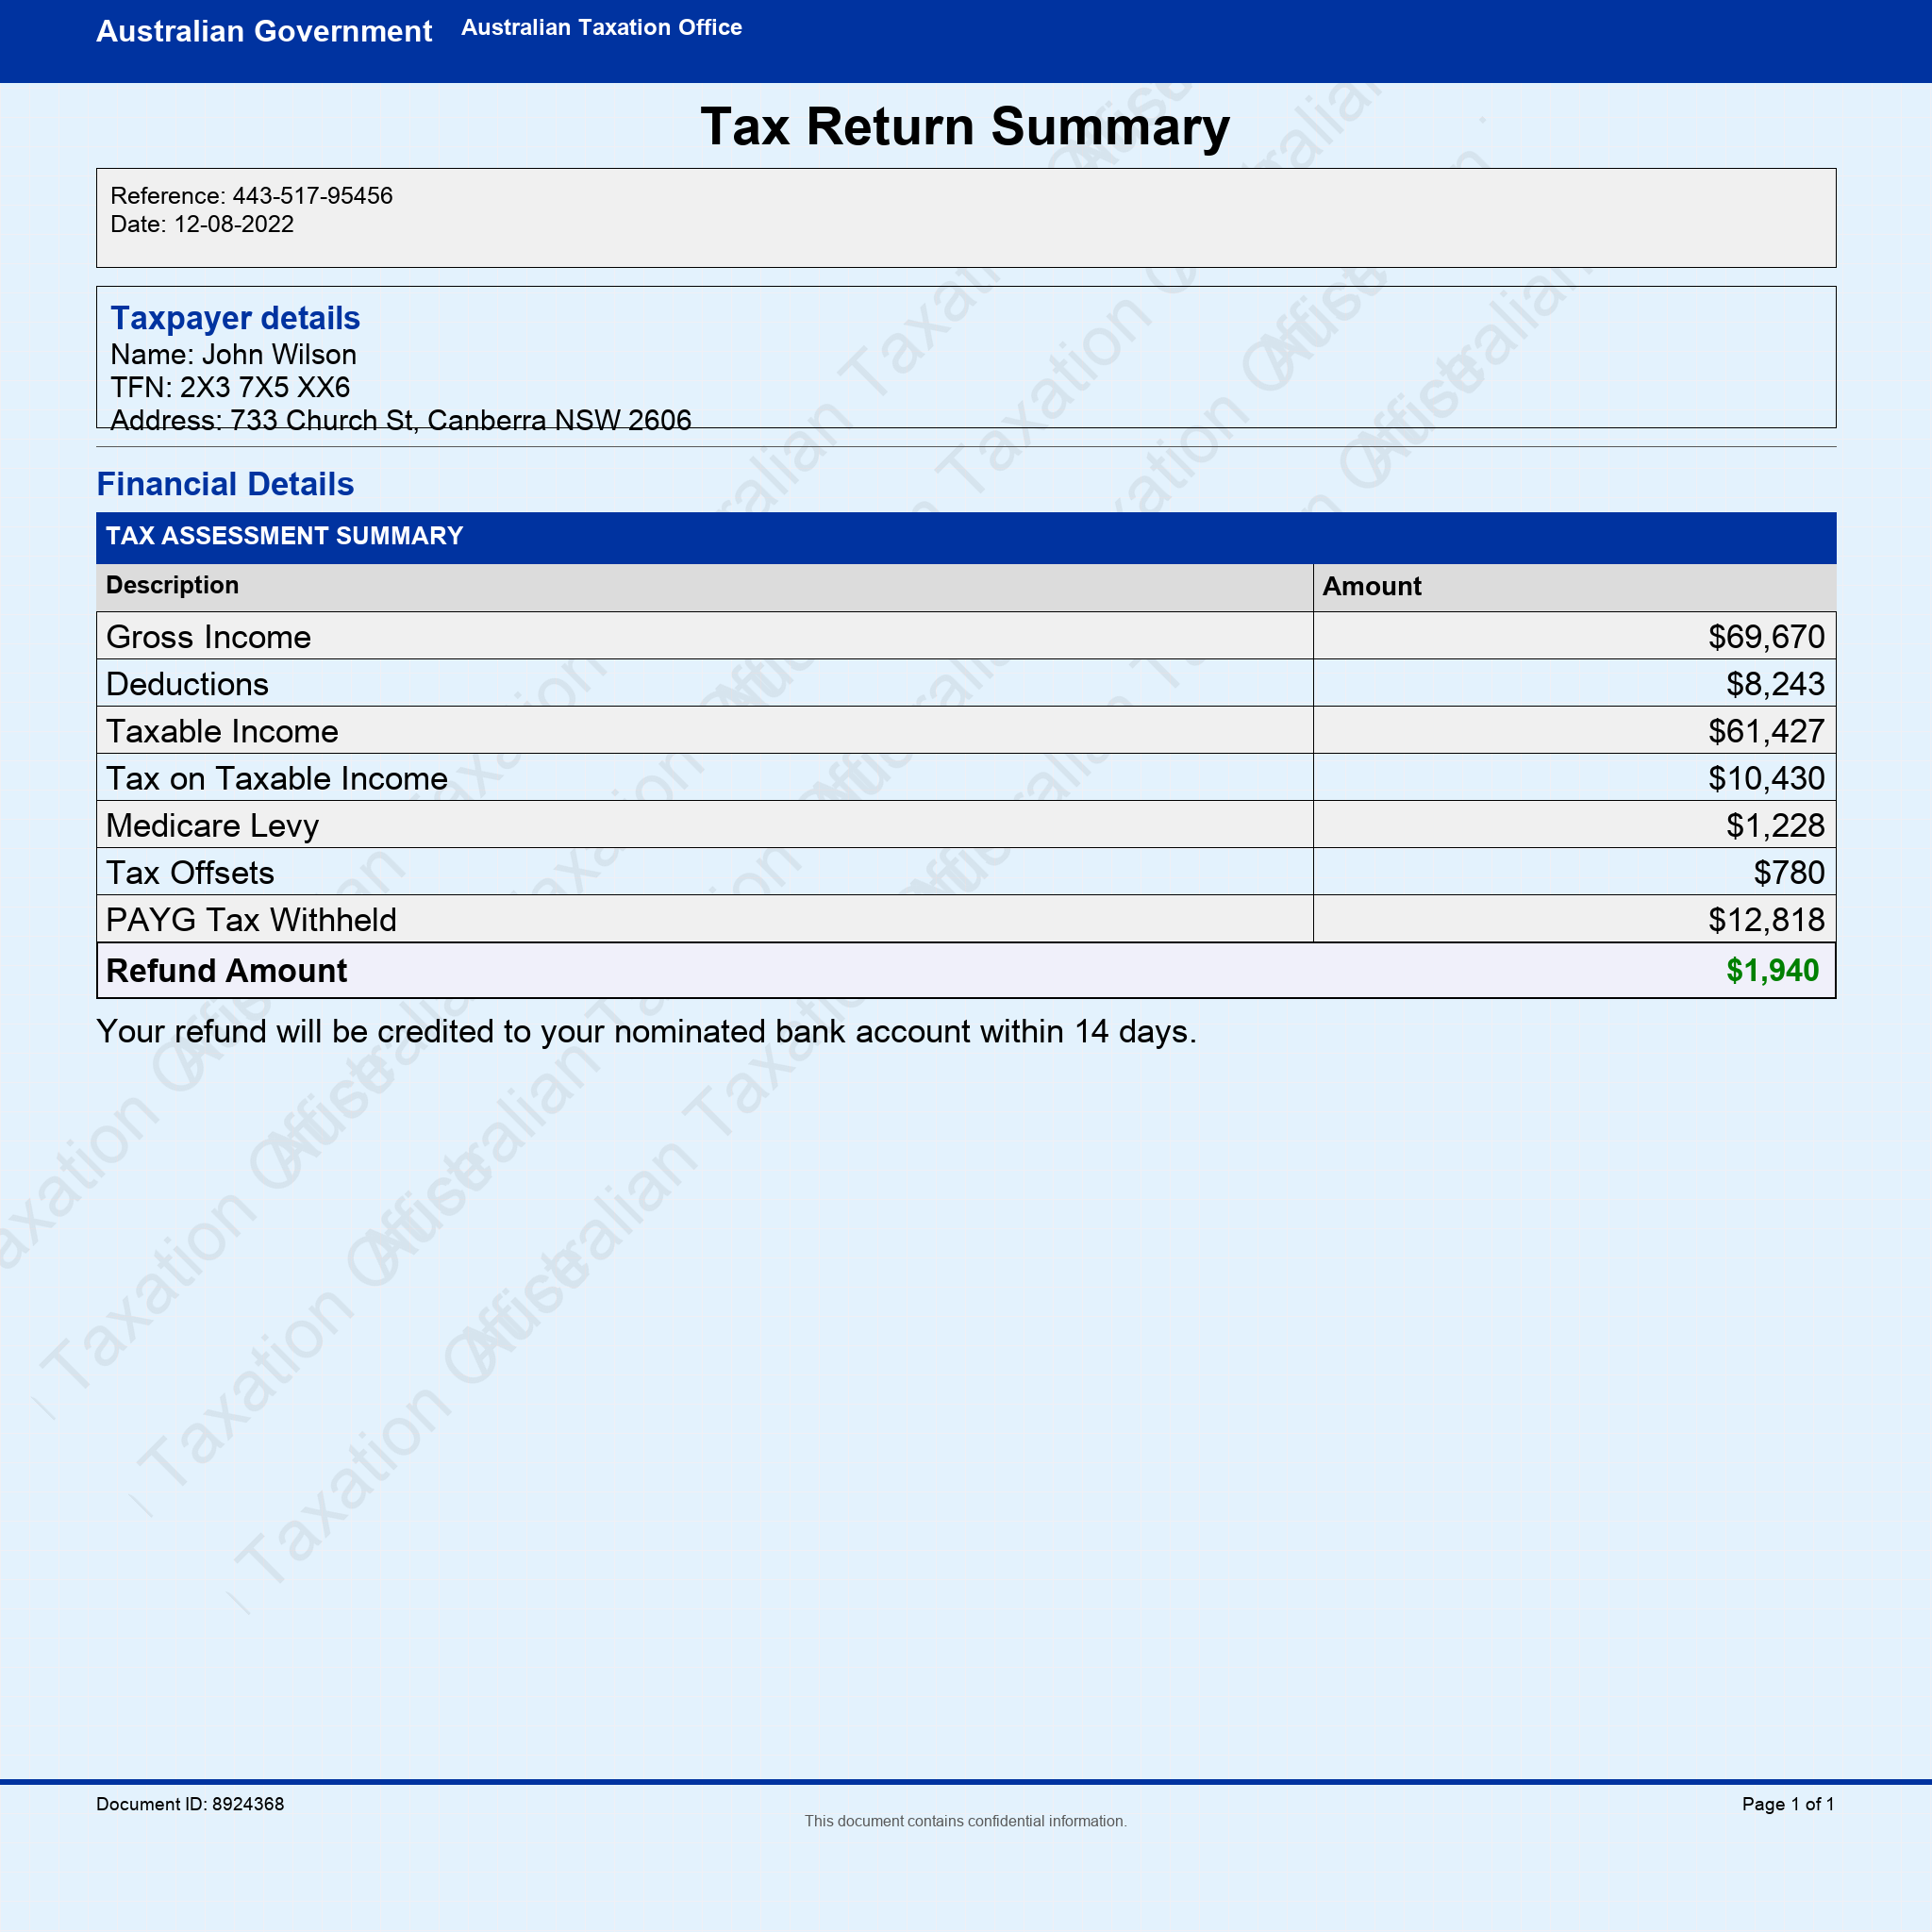 Australian Government Australian Taxation Office
Tax Return Summary
Reference: 443-517-95456
Date: 12-08-2022
Taxpayer details
Name: John Wilson
TFN: 2X3 7X5 XX6
Address: 733 Church St, Canberra NSW 2606
Financial Details
TAX ASSESSMENT SUMMARY
Description Amount
Gross Income $69,670
Deductions $8,243
Taxable Income $61,427
Tax on Taxable Income $10,430
Medicare Levy $1,228
Tax Offsets $780
PAYG Tax Withheld $12,818
Refund Amount $1,940
Your refund will be credited to your nominated bank account within 14 days.
Australian Taxation Office
Document ID: 8924368 Page 1 of 1
This document contains confidential information.